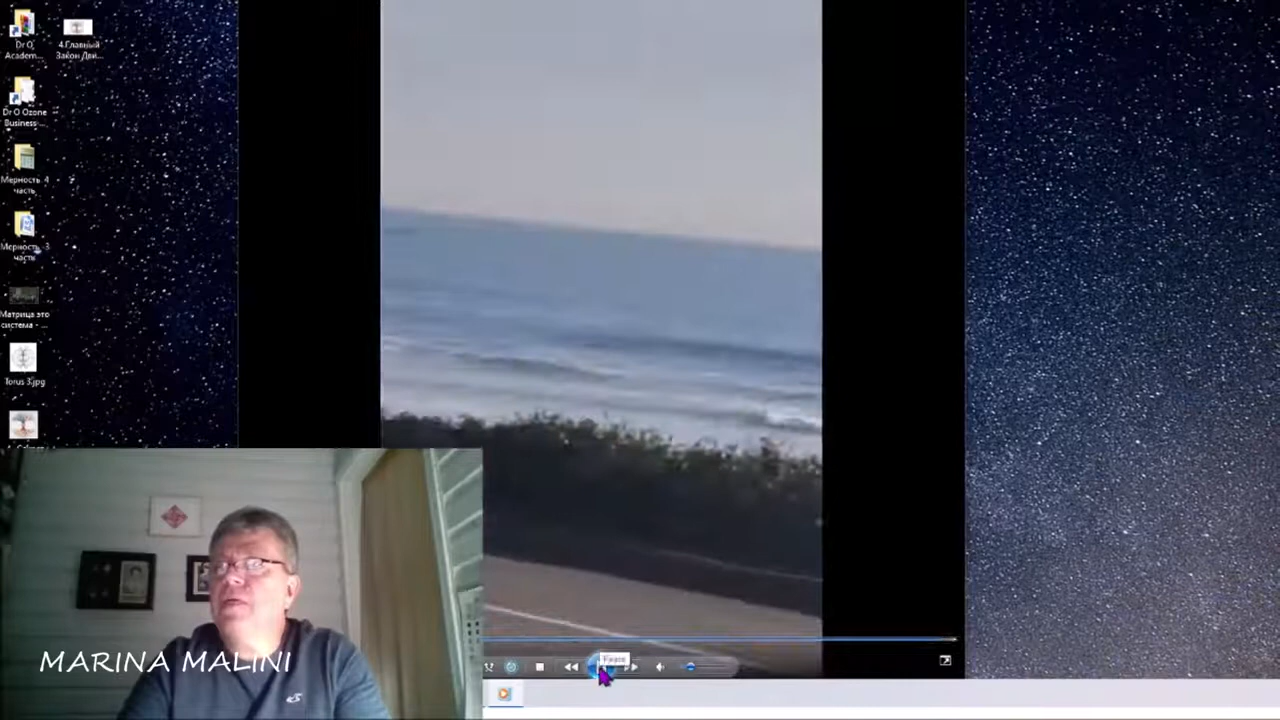 Dr O
Academ...
4.Главный
Закон Дви...
Dr O Ozone
Business ...
Мерность 4
часть
Мерность 3
часть
Матрица это
система - ...
Torus 3.jpg
MARINA MALINI